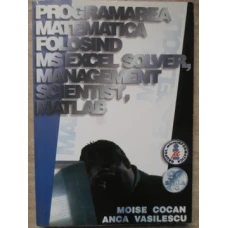 PROGRAMAREA
MATEMATICA
FOLOSIND
MS EXCEL SOLVER,
MANAGEMENT
SCIENTIST,
MATLAB
MOISE COCAN
ANCA VASILESCU